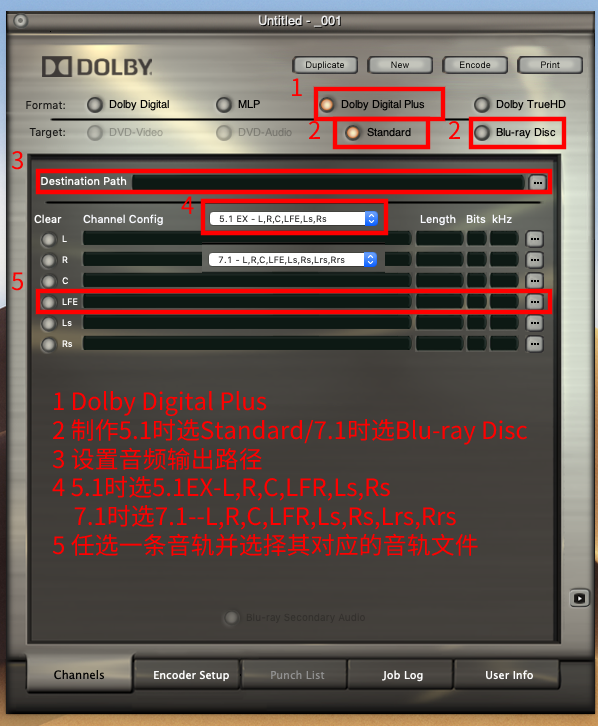 Untitled - _001
DOLBY.
Duplicate New Encode Print
1
Format: Dolby Digital MLP Dolby Digital Plus Dolby TrueHD
Target: DVD-Video DVD-Audio 2 Standard 2 Blu-ray Disc
3
Destination Path ...
4
Clear Channel Config 5.1 EX - L,R,C,LFE,Ls,Rs Length Bits kHz
L ...
R 7.1 - L,R,C,LFE,Ls,Rs,Lrs,Rrs ...
5 C ...
LFE ...
Ls ...
Rs ...
1 Dolby Digital Plus
2 制作5.1时选Standard/7.1时选Blu-ray Disc
3 设置音频输出路径
4 5.1时选5.1EX-L,R,C,LFR,Ls,Rs
7.1时选7.1--L,R,C,LFR,Ls,Rs,Lrs,Rrs
5 任选一条音轨并选择其对应的音轨文件
Blu-ray Secondary Audio
Channels Encoder Setup Punch List Job Log User Info